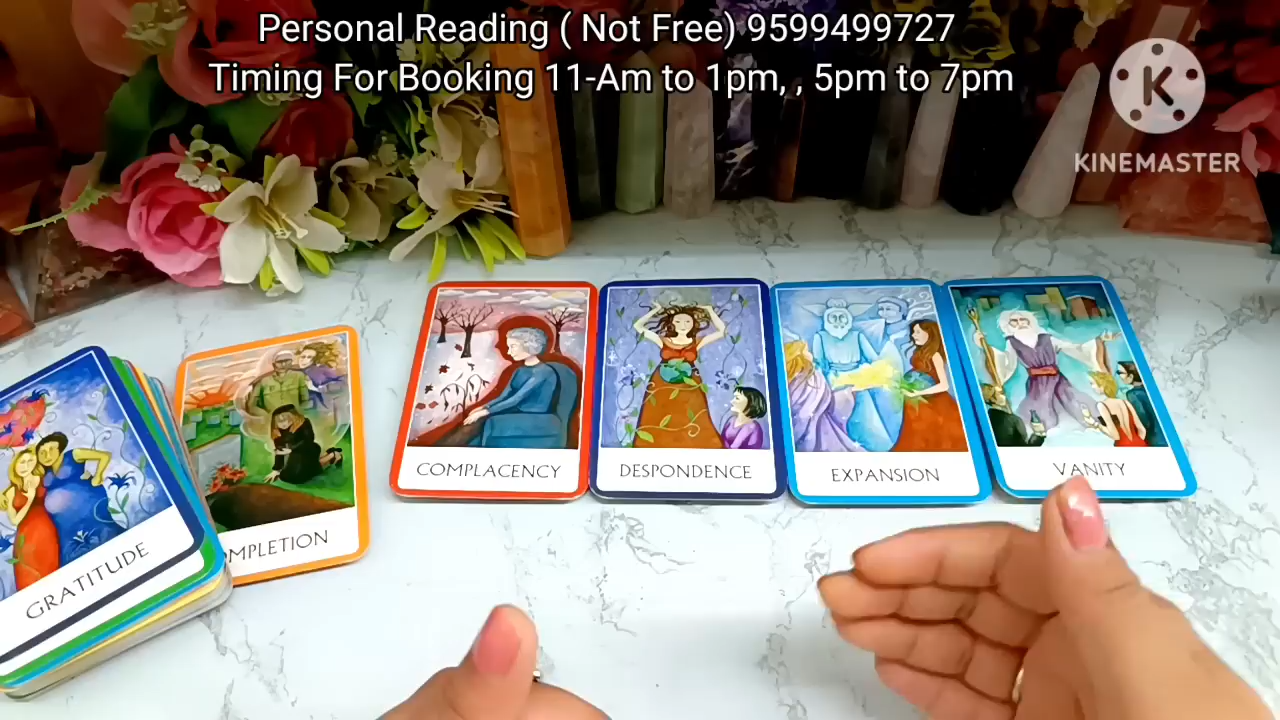 Personal Reading ( Not Free) 9599499727
Timing For Booking 11-Am to 1pm, , 5pm to 7pm
K
KINEMASTER
COMPLACENCY
DESPONDENCE
EXPANSION
VANITY
MPLETION
GRATITUDE